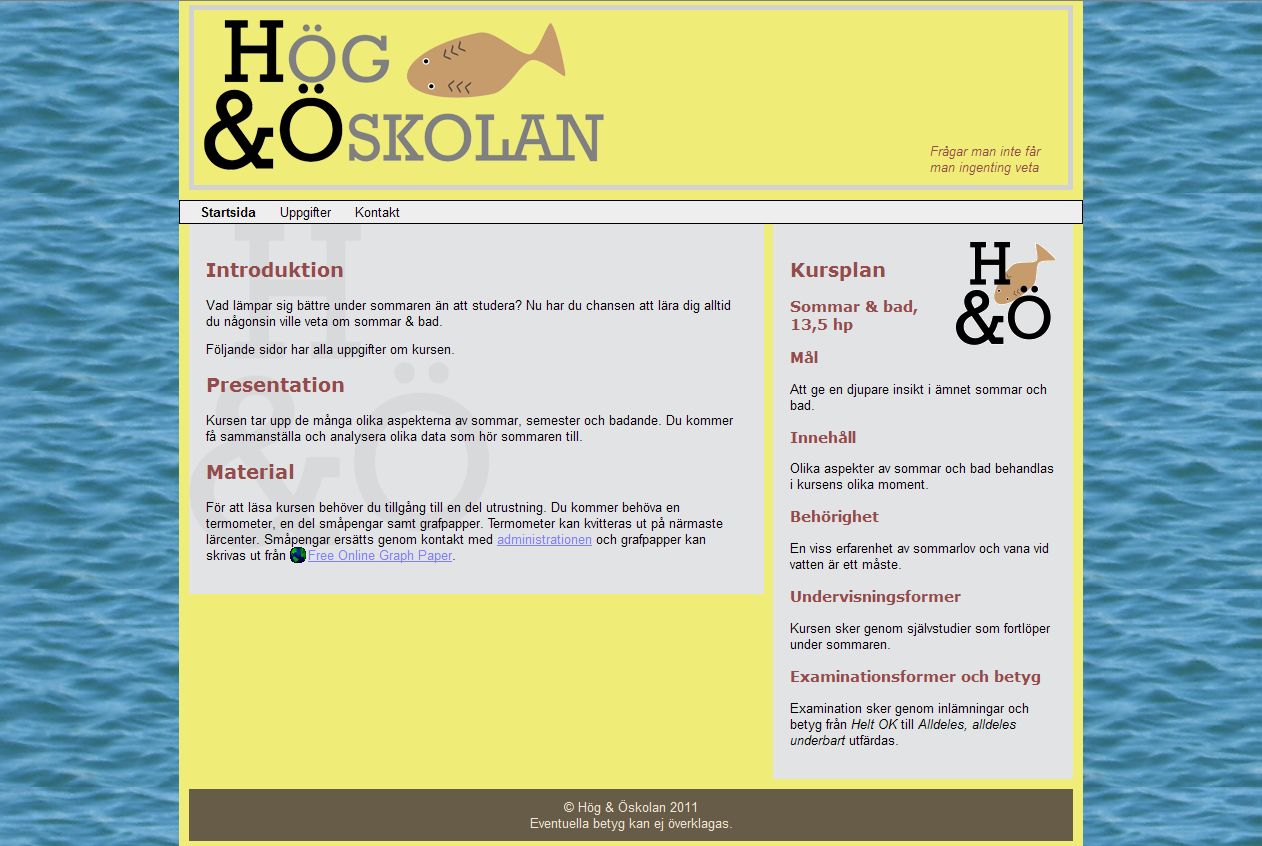 HÖG
&ÖSKOLAN
Frågar man inte får
man ingenting veta
Startsida Uppgifter Kontakt
Introduktion
Vad lämpar sig bättre under sommaren än att studera? Nu har du chansen att lära dig alltid
du någonsin ville veta om sommar & bad.
Följande sidor har alla uppgifter om kursen.
Presentation
Kursen tar upp de många olika aspekterna av sommar, semester och badande. Du kommer
få sammanställa och analysera olika data som hör sommaren till.
Material
För att läsa kursen behöver du tillgång till en del utrustning. Du kommer behöva en
termometer, en del småpengar samt grafpapper. Termometer kan kvitteras ut på närmaste
lärcenter. Småpengar ersätts genom kontakt med administrationen och grafpapper kan
skrivas ut från Free Online Graph Paper.
H
&Ö
H
&Ö
Kursplan
Sommar & bad,
13,5 hp
Mål
Att ge en djupare insikt i ämnet sommar och
bad.
Innehåll
Olika aspekter av sommar och bad behandlas
i kursens olika moment.
Behörighet
En viss erfarenhet av sommarlov och vana vid
vatten är ett måste.
Undervisningsformer
Kursen sker genom självstudier som fortlöper
under sommaren.
Examinationsformer och betyg
Examination sker genom inlämningar och
betyg från Helt OK till Alldeles, alldeles
underbart utfärdas.
© Hög & Öskolan 2011
Eventuella betyg kan ej överklagas.